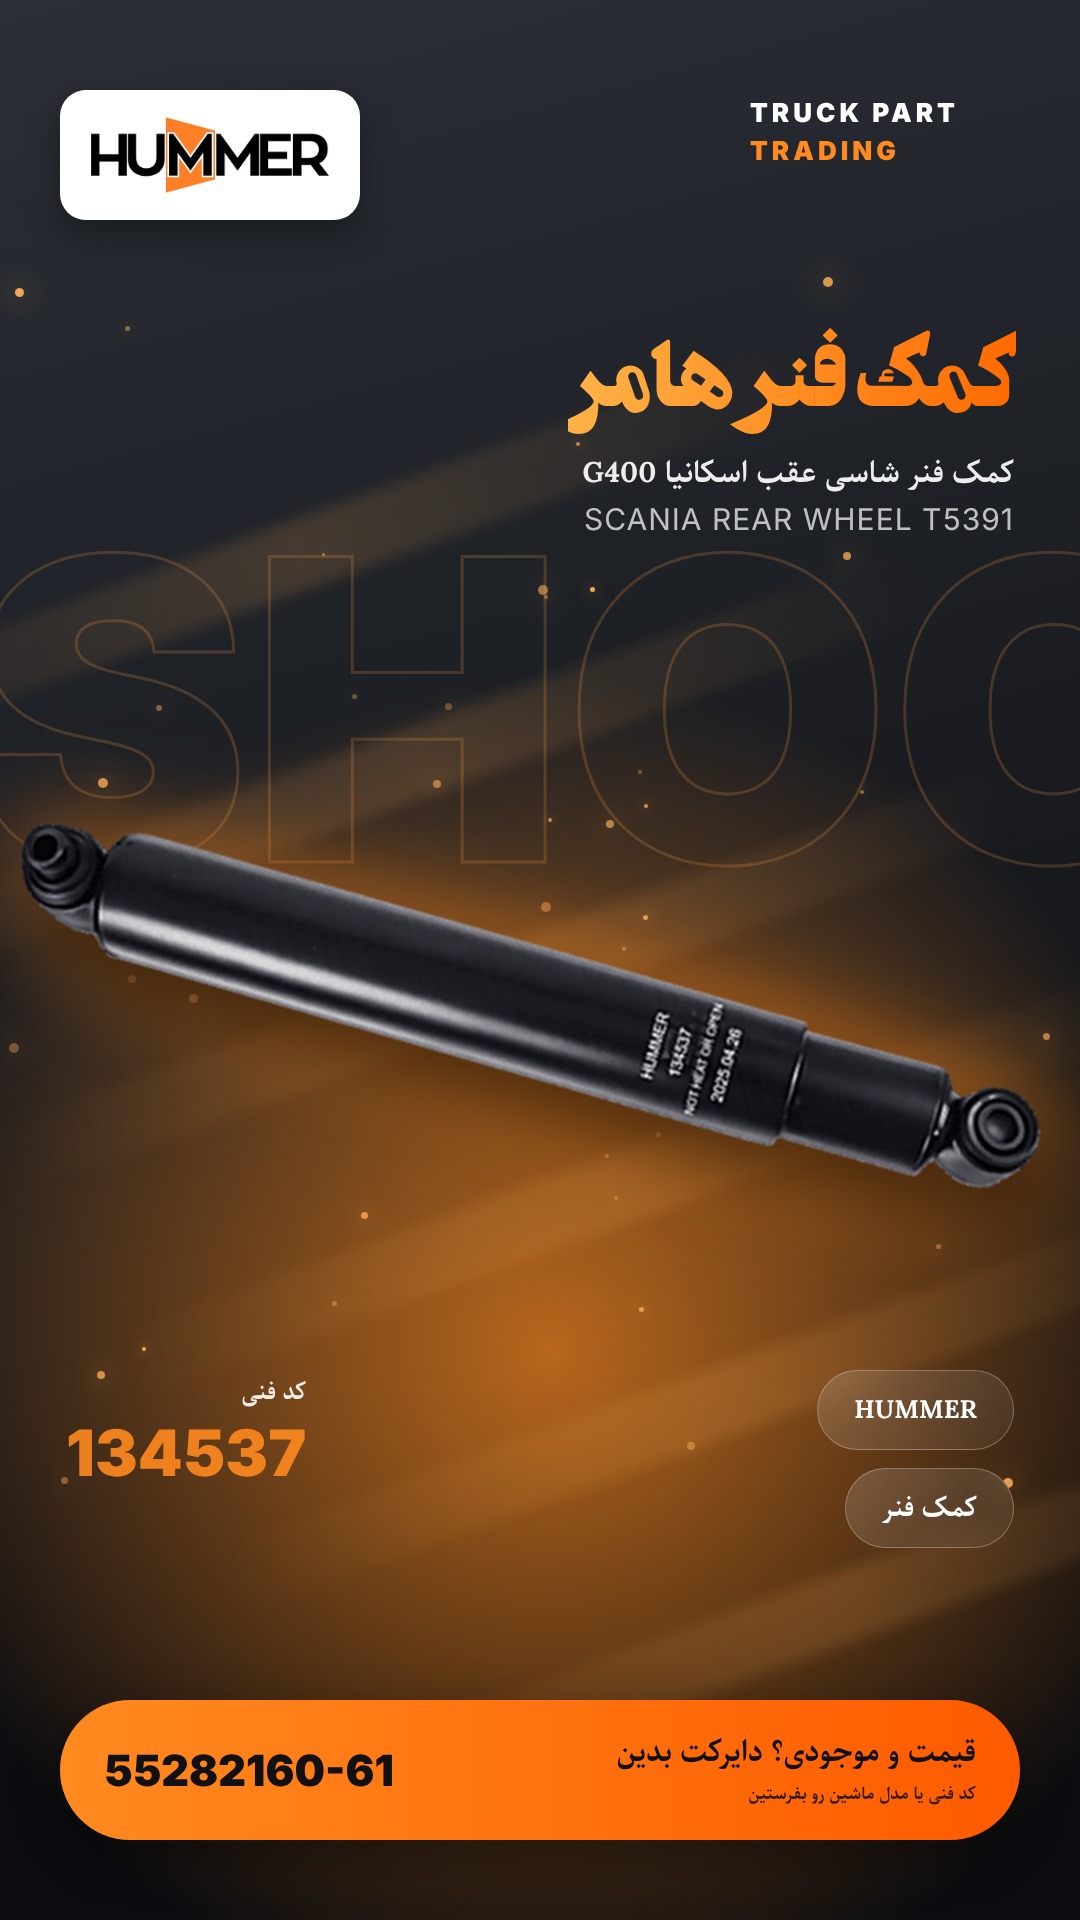 HUMMER
TRUCK PART
TRADING
کمک فنر هامر
کمک فنر شاسی عقب اسکانیا G400
SCANIA REAR WHEEL T5391
SHOC
HUMMER
134537
NOT HEAT OR OPEN
2025.04.26
کد فنی
134537
HUMMER
کمک فنر
قیمت و موجودی؟ دایرکت بدین
کد فنی یا مدل ماشین رو بفرستین
55282160-61